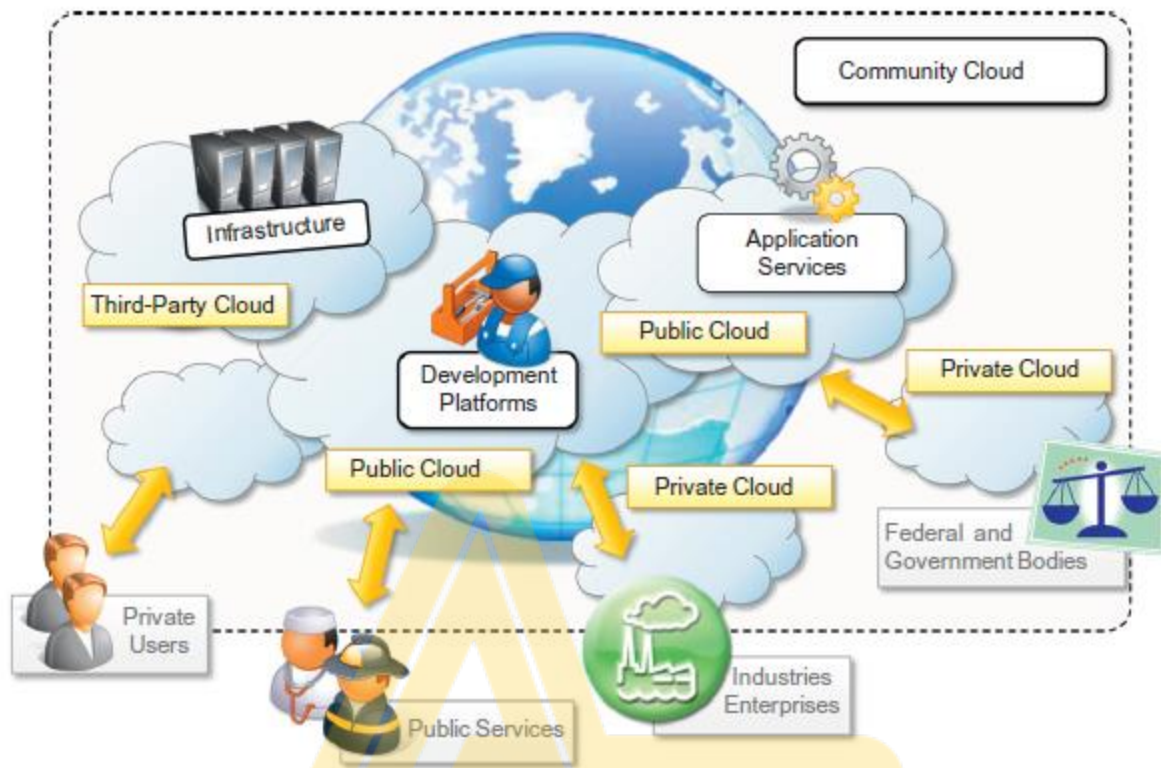 Community Cloud
Infrastructure
Application
Services
Third-Party Cloud
Public Cloud
Development
Platforms
Private Cloud
Public Cloud
Private Cloud
Federal and
Government Bodies
Private
Users
Industries
Enterprises
Public Services